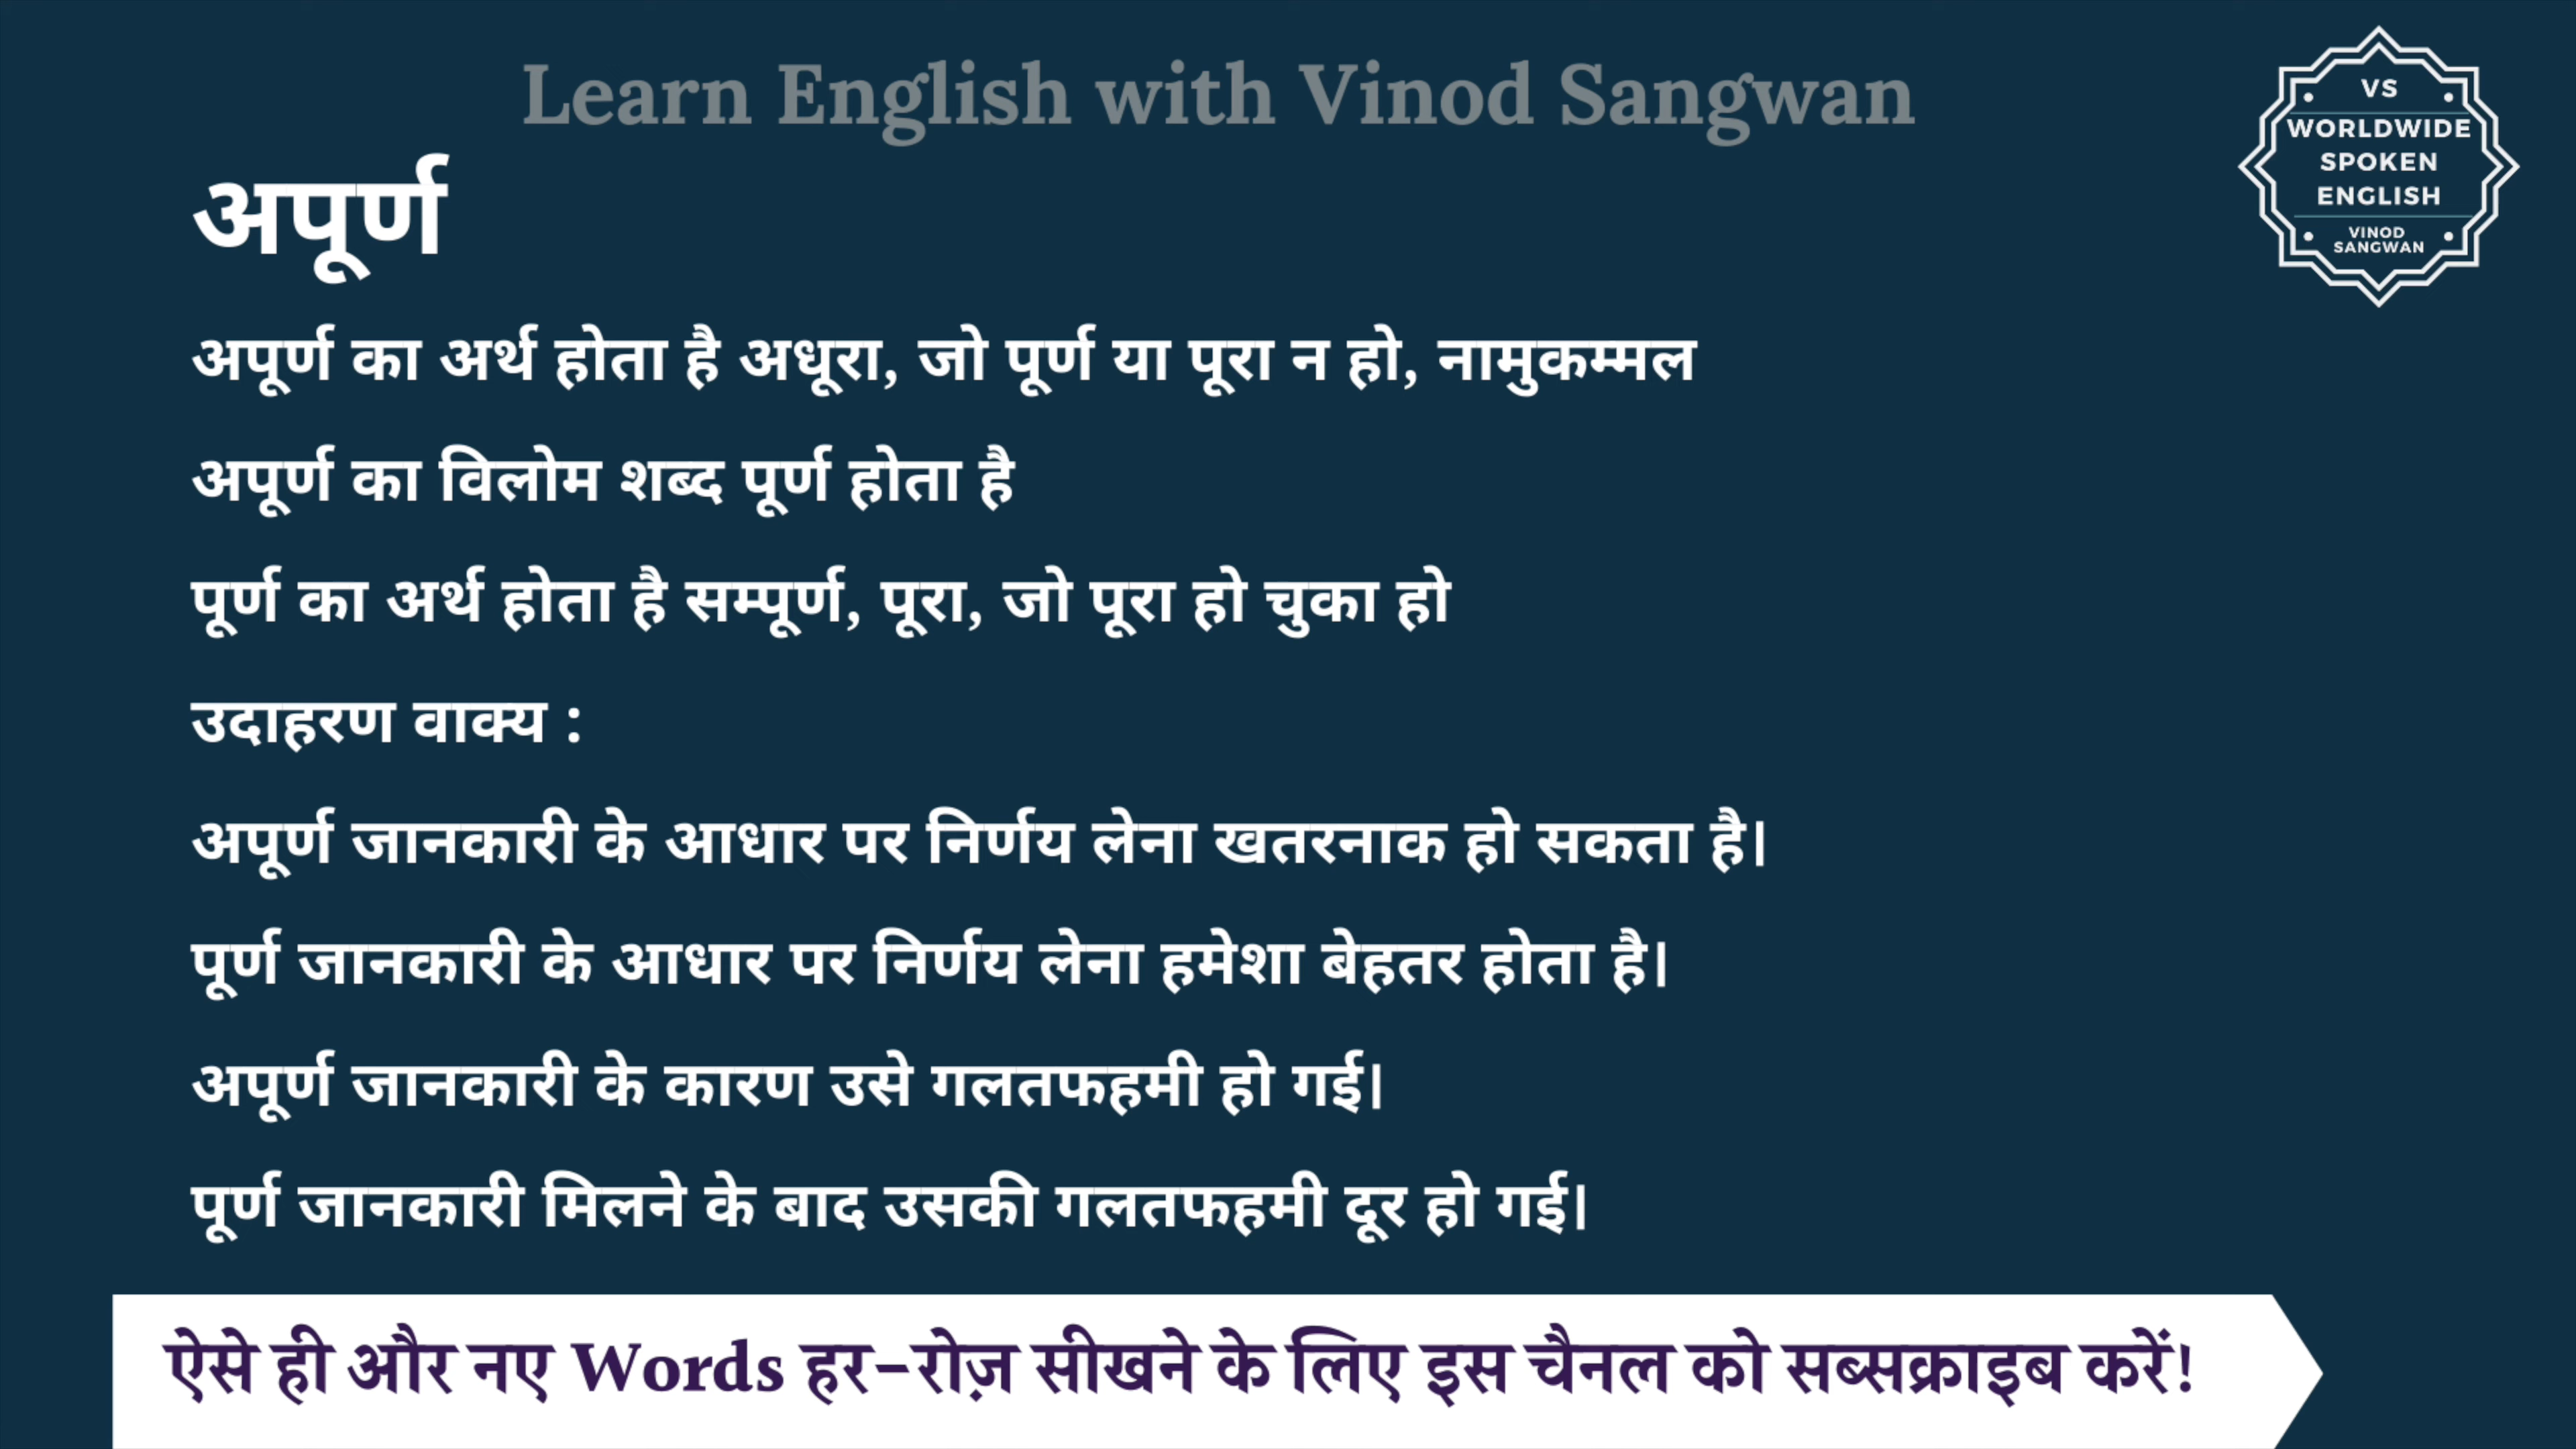 Learn English with Vinod Sangwan
VS
WORLDWIDE
SPOKEN
ENGLISH
VINOD
SANGWAN
अपूर्ण
अपूर्ण का अर्थ होता है अधूरा, जो पूर्ण या पूरा न हो, नामुकम्मल
अपूर्ण का विलोम शब्द पूर्ण होता है
पूर्ण का अर्थ होता है सम्पूर्ण, पूरा, जो पूरा हो चुका हो
उदाहरण वाक्य :
अपूर्ण जानकारी के आधार पर निर्णय लेना खतरनाक हो सकता है।
पूर्ण जानकारी के आधार पर निर्णय लेना हमेशा बेहतर होता है।
अपूर्ण जानकारी के कारण उसे गलतफहमी हो गई।
पूर्ण जानकारी मिलने के बाद उसकी गलतफहमी दूर हो गई।
ऐसे ही और नए Words हर-रोज़ सीखने के लिए इस चैनल को सब्सक्राइब करें!